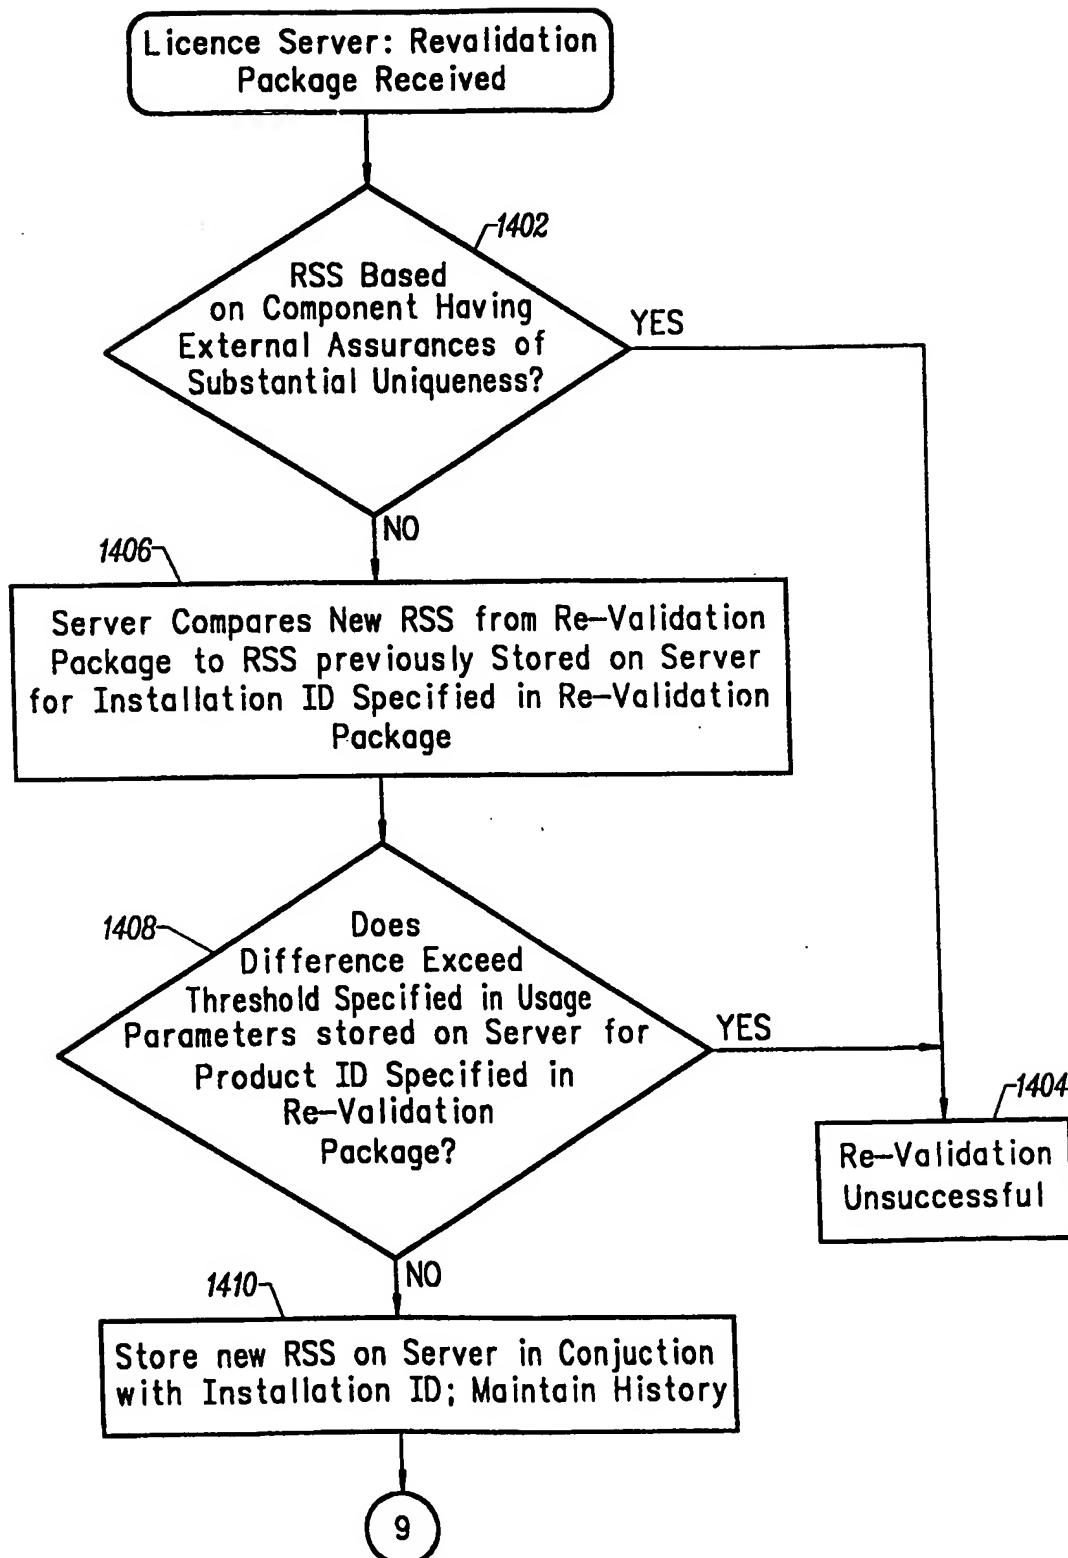 Licence Server: Revalidation
Package Received
1402
RSS Based
on Component Having
External Assurances of
Substantial Uniqueness?
YES
NO
1406
Server Compares New RSS from Re-Validation
Package to RSS previously Stored on Server
for Installation ID Specified in Re-Validation
Package
1408
Does
Difference Exceed
Threshold Specified in Usage
Parameters stored on Server for
Product ID Specified in
Re-Validation
Package?
YES
1404
Re-Validation
Unsuccessful
NO
1410
Store new RSS on Server in Conjuction
with Installation ID; Maintain History
9